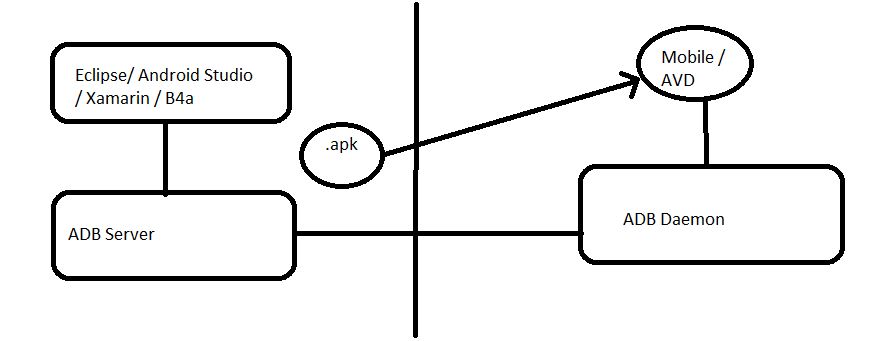 Eclipse/ Android Studio
/ Xamarin / B4a
Mobile /
AVD
.apk
ADB Server
ADB Daemon